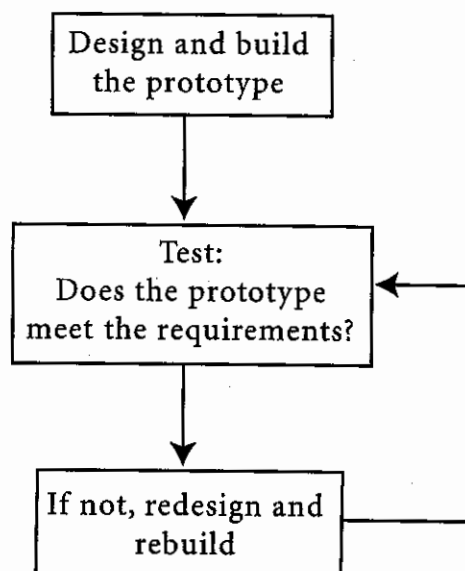 Design and build
the prototype
Test:
Does the prototype
meet the requirements?
If not, redesign and
rebuild